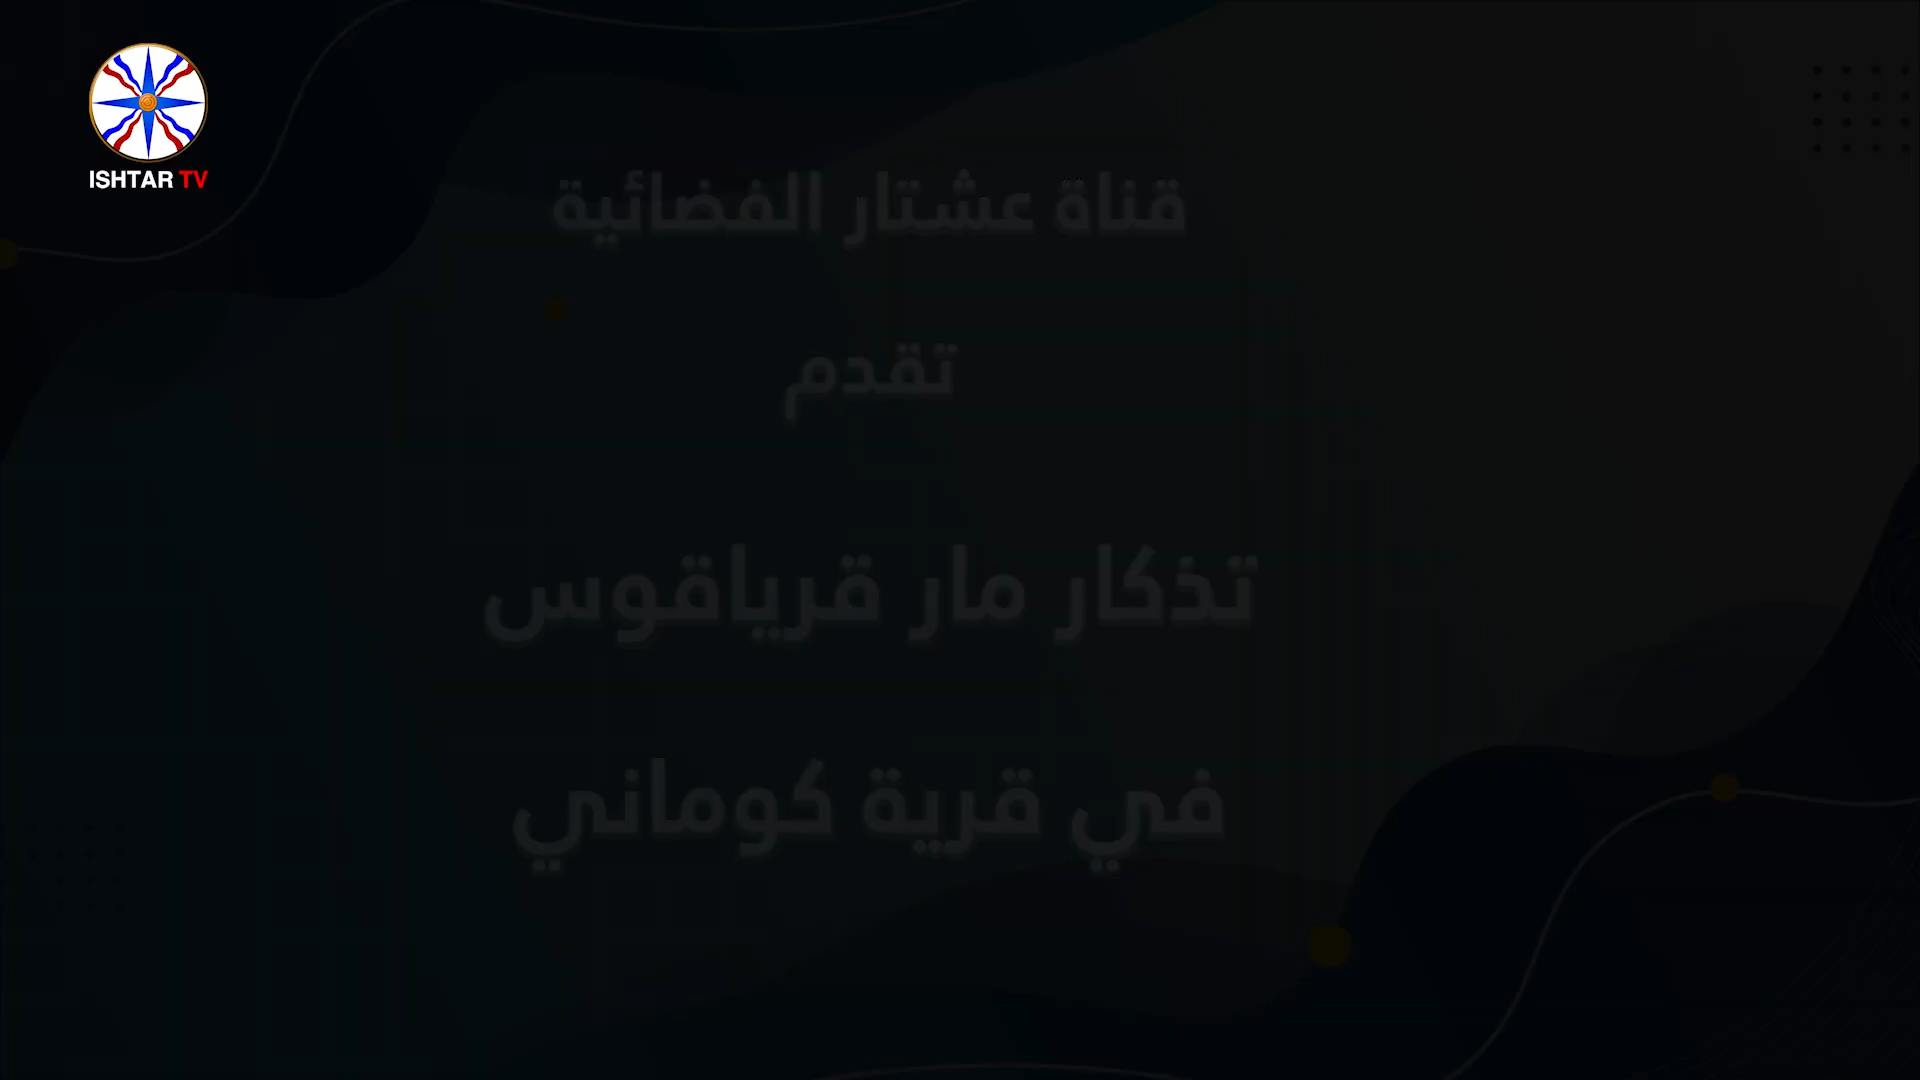 ISHTAR TV
قناة عشتار الفضائية
تقدم
تذكار مار قرياقوس
في قرية كوماني